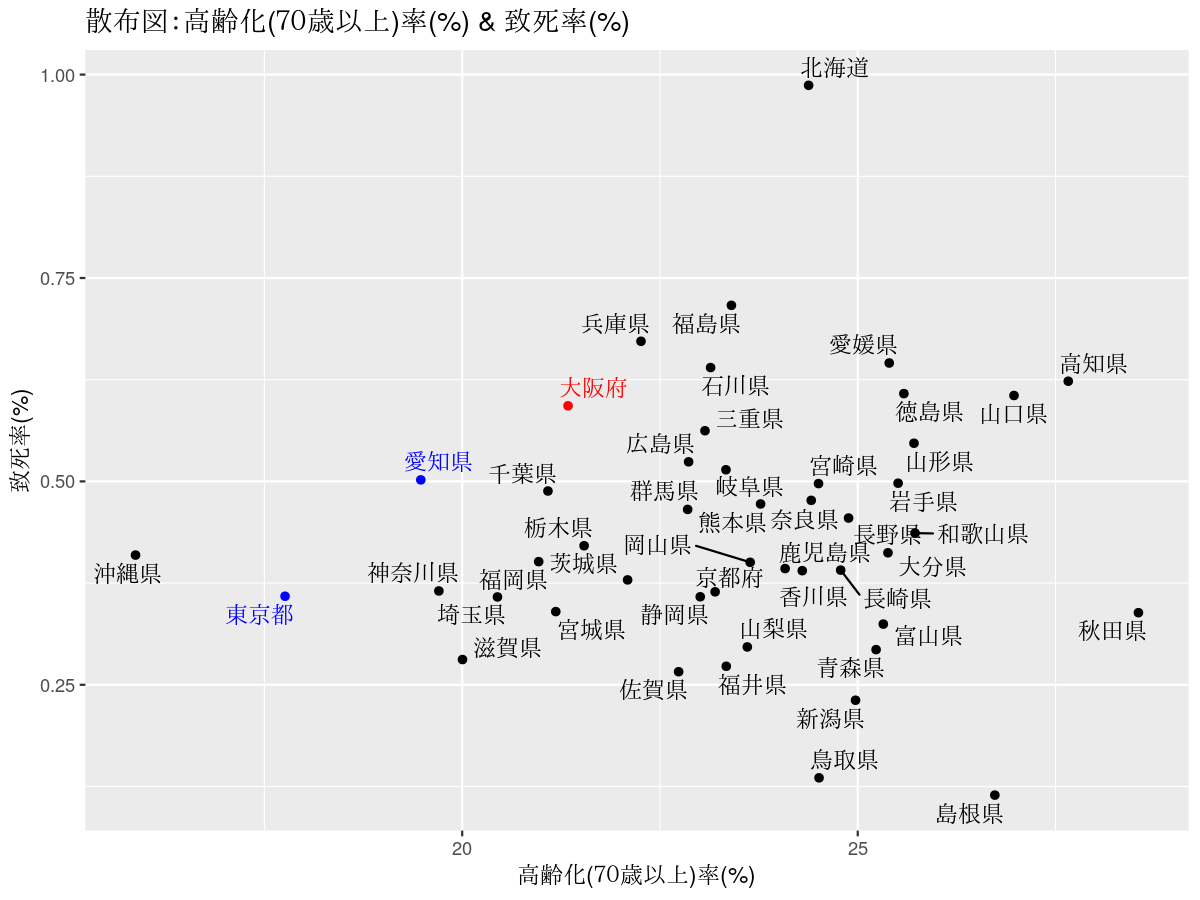 散布図:高齢化(70歳以上)率(%) & 致死率(%)
1.00
北海道
0.75
兵庫県 福島県
愛媛県
高知県
大阪府
石川県
徳島県 山口県
三重県
広島県
愛知県
千葉県
宮崎県 山形県
0.50
群馬県 岐阜県
岩手県
栃木県
熊本県 奈良県
長野県 和歌山県
岡山県
沖縄県
神奈川県
福岡県 茨城県
京都府
鹿児島県
大分県
東京都
埼玉県
宮城県
静岡県
香川県 長崎県
滋賀県
山梨県
富山県
秋田県
0.25
佐賀県
福井県
青森県
新潟県
鳥取県
島根県
20
25
高齢化(70歳以上)率(%)
致死率(%)